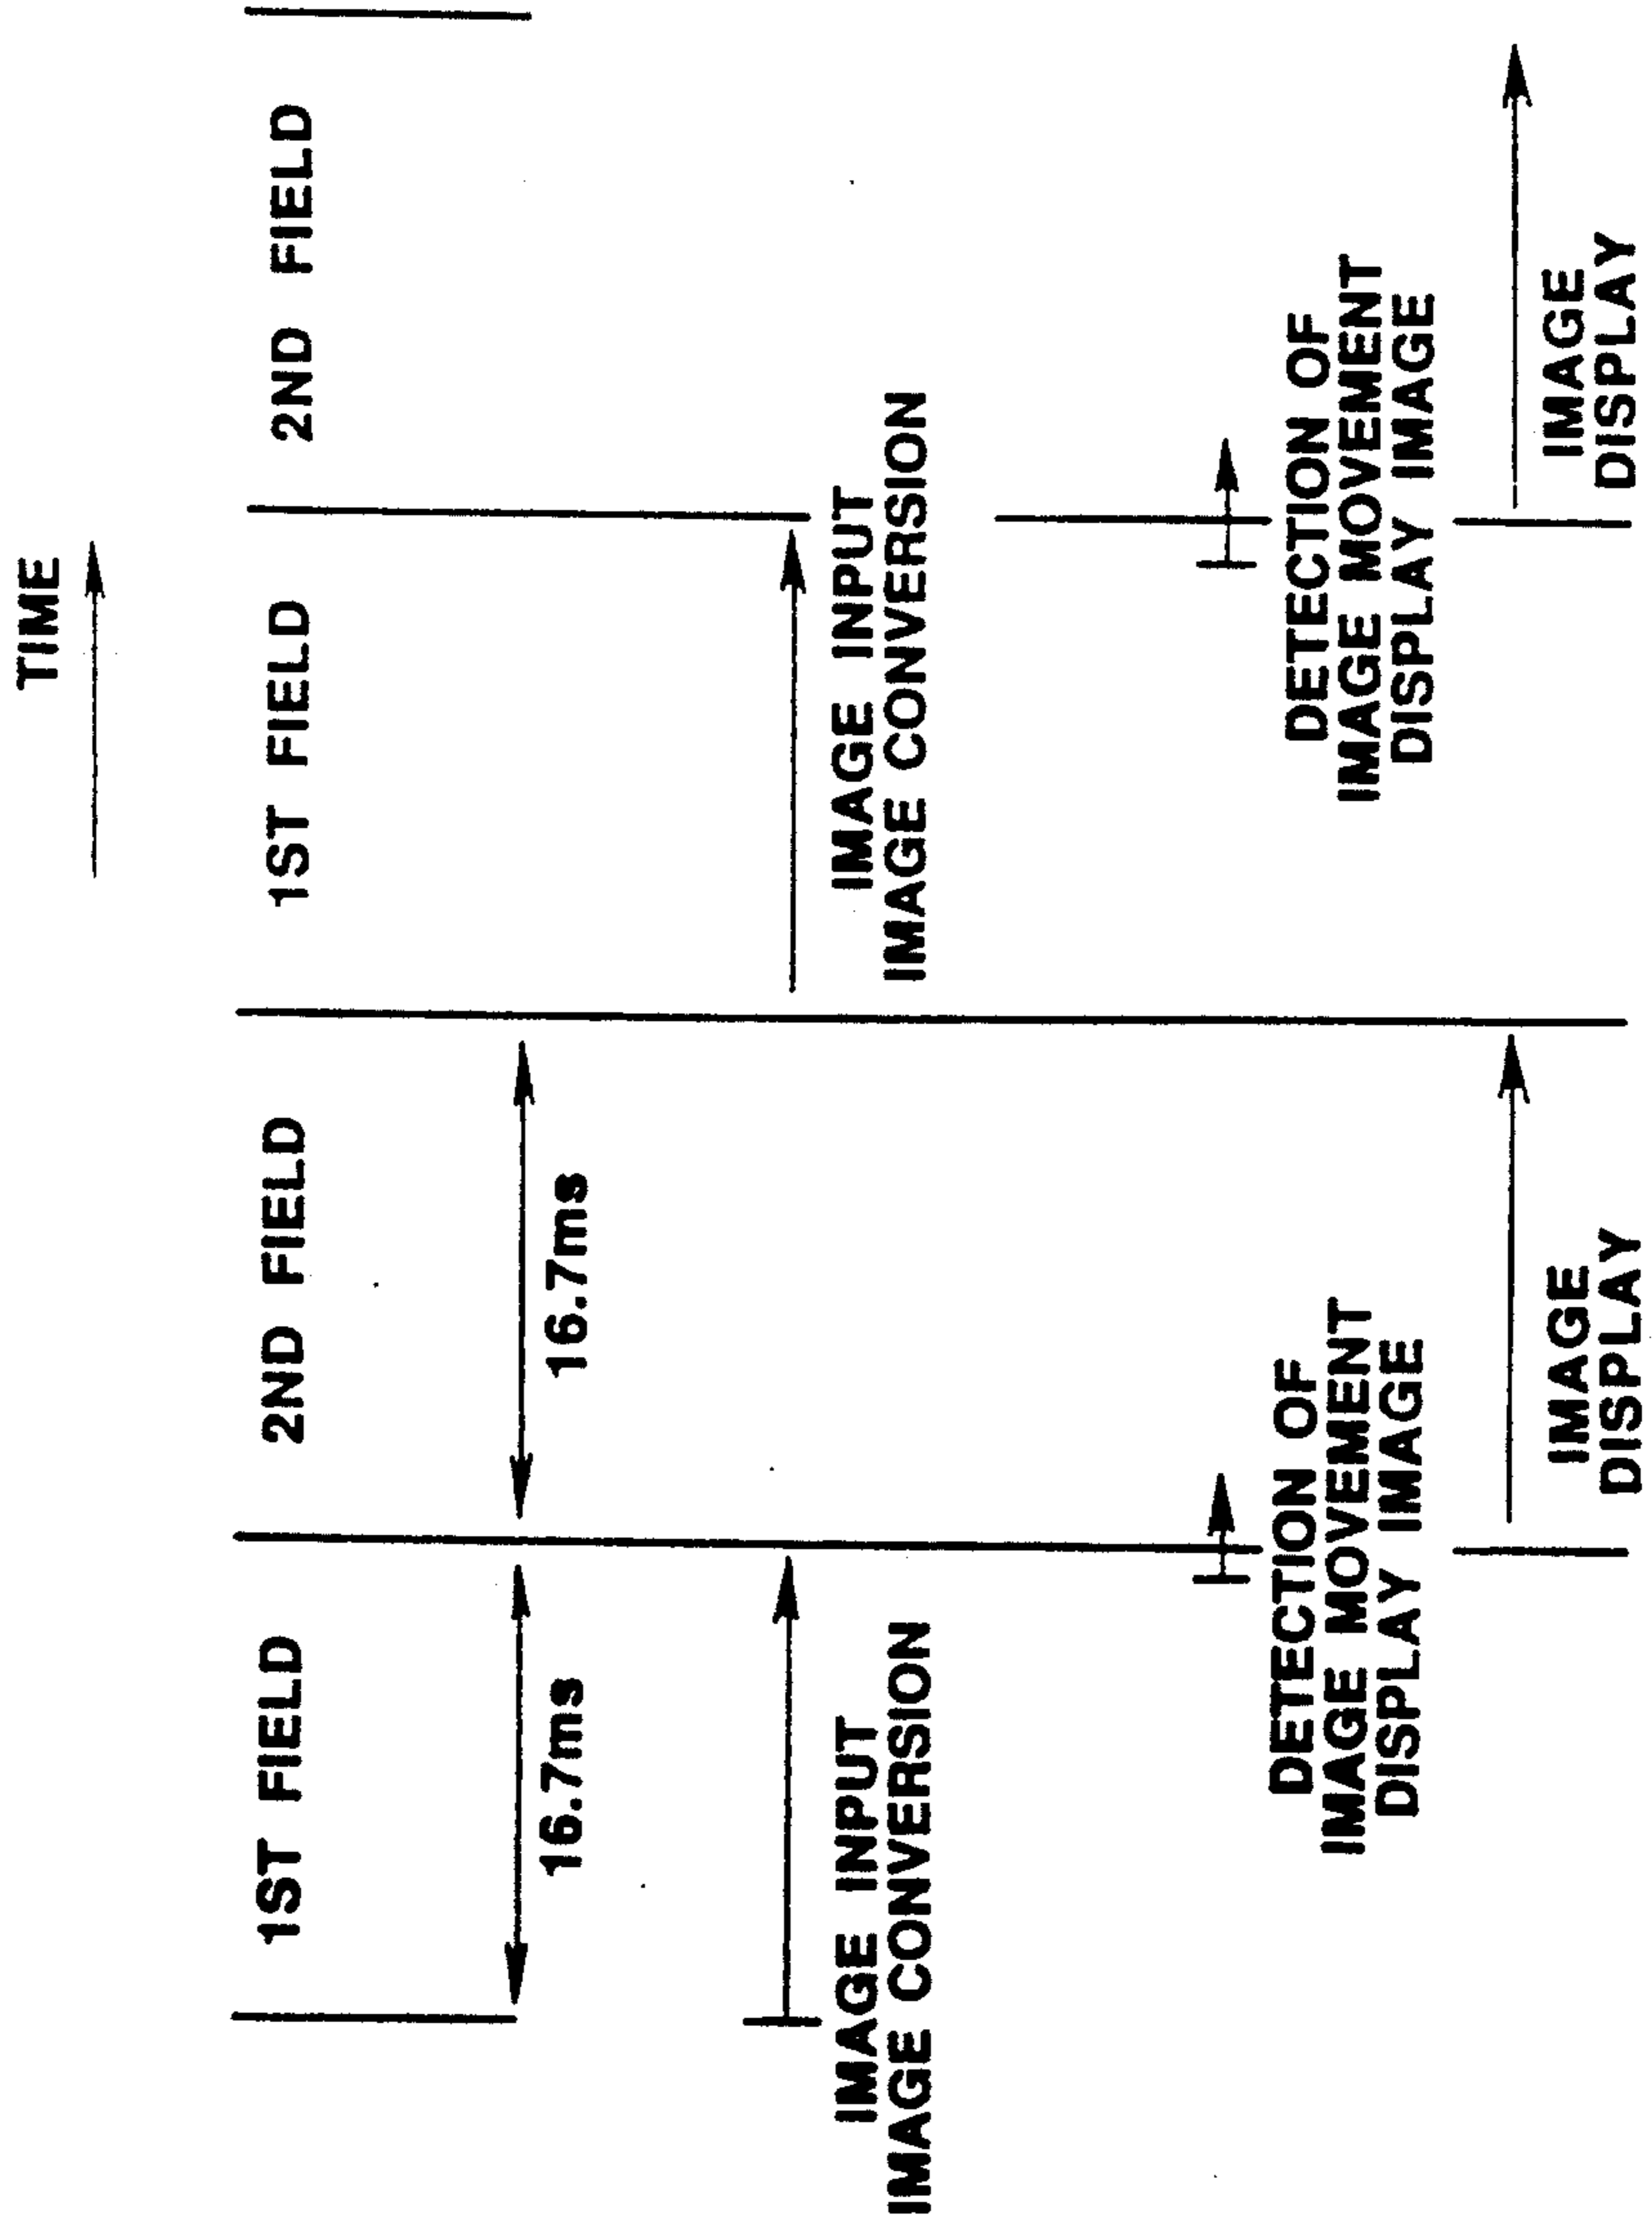 TIME
1ST FIELD
2ND FIELD
1ST FIELD
2ND FIELD
16.7ms
16.7ms
IMAGE INPUT
IMAGE CONVERSION
IMAGE INPUT
IMAGE CONVERSION
DETECTION OF
IMAGE MOVEMENT
DISPLAY IMAGE
DETECTION OF
IMAGE MOVEMENT
DISPLAY IMAGE
IMAGE
DISPLAY
IMAGE
DISPLAY